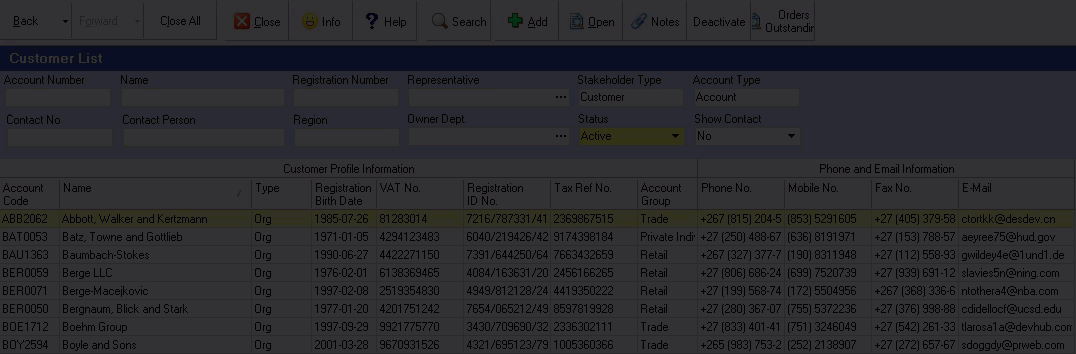 Back Forward Close All Close Info Help Search Add Open Notes Deactivate Orders
Outstandin
Customer List
Account Number Name Registration Number Representative Stakeholder Type Account Type
... Customer Account
Contact No Contact Person Region Owner Dept. Status Show Contact
... Active No
Customer Profile Information Phone and Email Information
Account Name Type Registration VAT No. Registration Tax Ref No. Account Phone No. Mobile No. Fax No. E-Mail
Code Birth Date ID No. Group
ABB2062 Abbott, Walker and Kertzmann Org 1985-07-26 81283014 7216/787331/41 2369867515 Trade +267 (815) 204-5 (853) 5291605 +27 (405) 379-58 ctortkk@desdev.cn
BAT0053 Batz, Towne and Gottlieb Org 1971-01-05 4294123483 6040/219426/42 9174398184 Private Indiv +27 (250) 488-67 (636) 8191971 +27 (153) 788-57 aeyree75@hud.gov
BAU1363 Baumbach-Stokes Org 1990-06-27 4422271150 7391/644250/64 7663432659 Retail +267 (327) 377-7 (190) 8311948 +27 (112) 558-93 gwildey4e@1und1.de
BER0059 Berge LLC Org 1976-02-01 6138369465 4084/163631/20 2456166265 Retail +27 (806) 686-24 (699) 7520739 +27 (939) 691-12 slavies5n@ning.com
BER0071 Berge-Macejkovic Org 1997-02-08 2519354830 4949/812128/24 4419350222 Retail +27 (199) 568-74 (172) 5504956 +267 (368) 336-6 ntothera4@nba.com
BER0050 Bergnaum, Blick and Stark Org 1977-01-20 4201751242 7654/065212/49 8597819928 Retail +27 (280) 367-07 (755) 5372236 +27 (376) 998-88 cdidellocf@ucsd.edu
BOE1712 Boehm Group Org 1997-09-29 9921775770 3430/709690/32 2336302111 Trade +27 (833) 401-41 (751) 3246049 +27 (542) 261-33 tlarosa1a@devhub.com
BOY2594 Boyle and Sons Org 2001-03-28 9670931526 4321/695123/79 1005360366 Trade +265 (983) 753-2 (252) 2138907 +27 (272) 657-67 sdoggdy@prweb.com